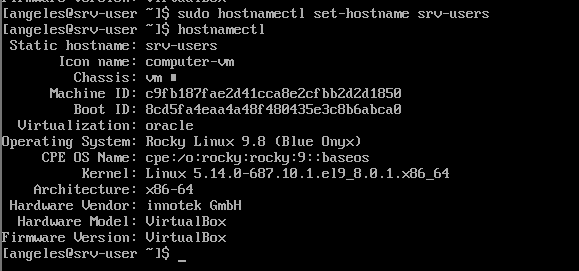 [angeles@srv-user ~]$ sudo hostnamectl set-hostname srv-users
[angeles@srv-user ~]$ hostnamectl
Static hostname: srv-users
Icon name: computer-vm
Chassis: vm
Machine ID: c9fb187fae2d41cca8e2cfbb2d2d1850
Boot ID: 8cd5fa4eaa4a48f480435e3c8b6abca0
Virtualization: oracle
Operating System: Rocky Linux 9.8 (Blue Onyx)
CPE OS Name: cpe:/o:rocky:rocky:9::baseos
Kernel: Linux 5.14.0-687.10.1.el9_8.0.1.x86_64
Architecture: x86-64
Hardware Vendor: innotek GmbH
Hardware Model: VirtualBox
Firmware Version: VirtualBox
[angeles@srv-user ~]$ _